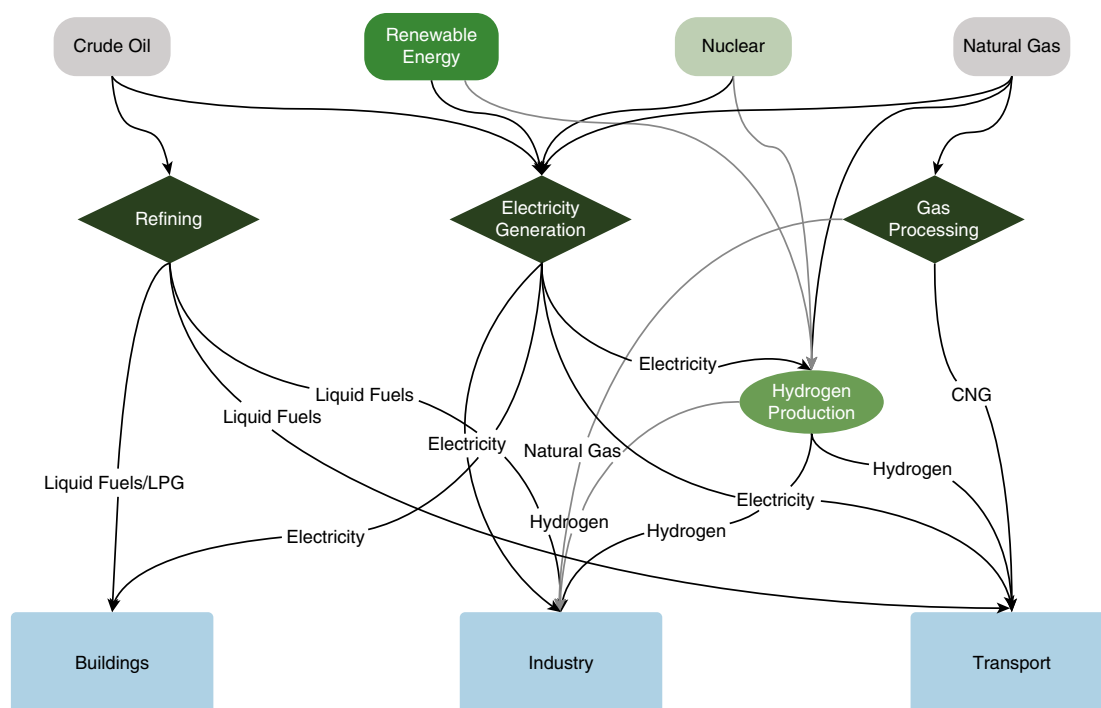 Crude Oil
Renewable
Energy
Nuclear
Natural Gas
Refining
Electricity
Generation
Gas
Processing
Electricity
Hydrogen
Production
Liquid Fuels
CNG
Liquid Fuels
Electricity
Natural Gas
Hydrogen
Liquid Fuels/LPG
Electricity
Hydrogen
Hydrogen
Electricity
Buildings
Industry
Transport